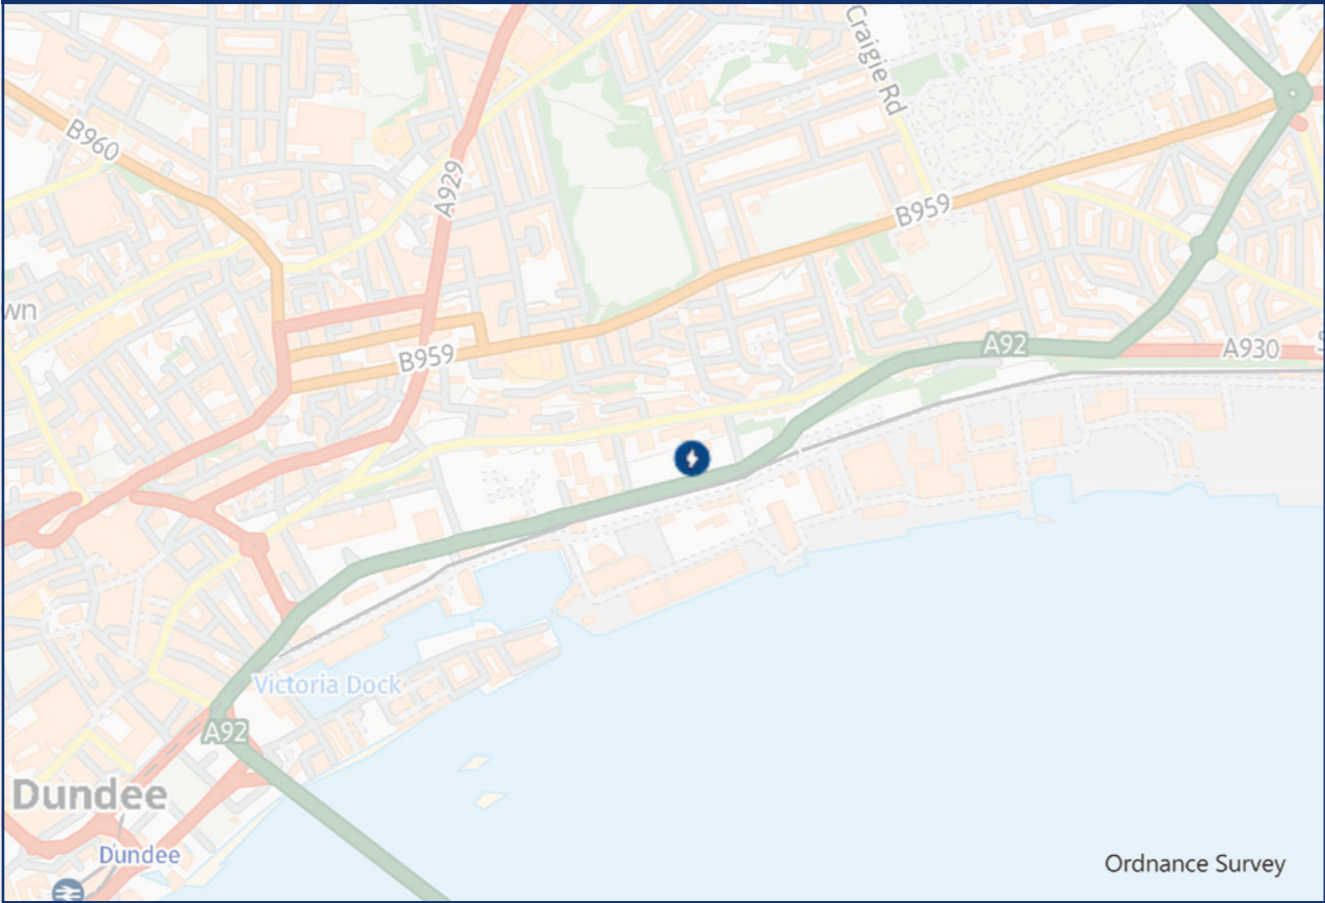 Craigie Rd
B960
A929
B959
wn
B959
A92
A930
S
Victoria Dock
A92
Dundee
Dundee
Ordnance Survey